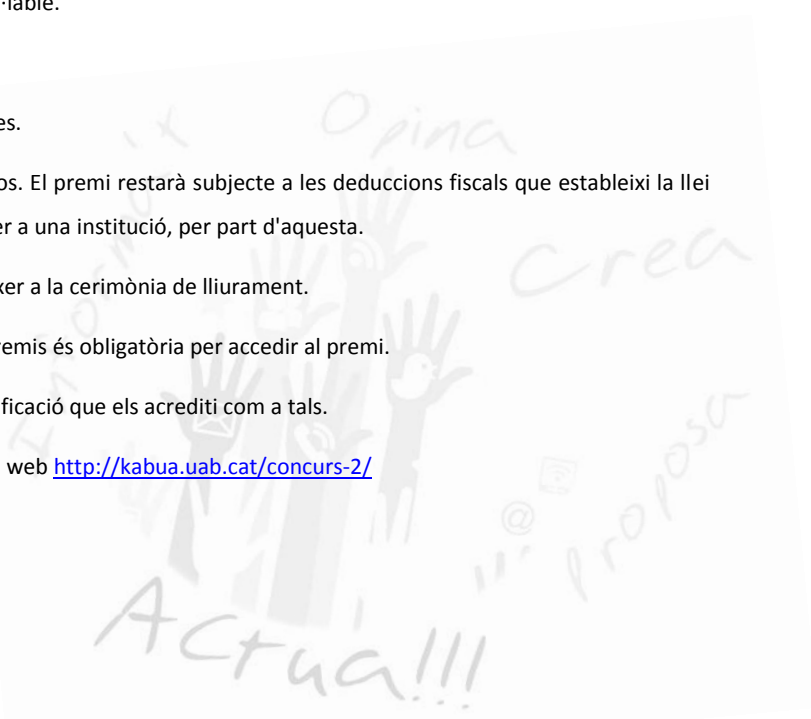 ·lable.
es.
os. El premi restarà subjecte a les deduccions fiscals que estableixi la llei
er a una institució, per part d'aquesta.
xer a la cerimònia de lliurament.
remis és obligatòria per accedir al premi.
ificació que els acrediti com a tals.
web http://kabua.uab.cat/concurs-2/
Informa't
Opina
Crea
Proposa
@
Actua!!!